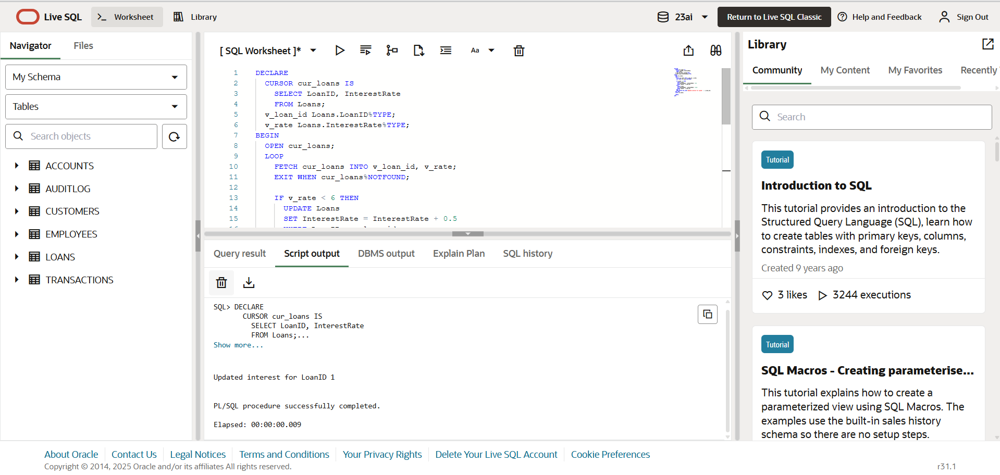 Live SQL
Worksheet
Library
23ai
Return to Live SQL Classic
Help and Feedback
Sign Out
Navigator
Files
My Schema
Tables
Search objects
ACCOUNTS
AUDITLOG
CUSTOMERS
EMPLOYEES
LOANS
TRANSACTIONS
[ SQL Worksheet ]*
Aa
1 DECLARE
2 CURSOR cur_loans IS
3 SELECT LoanID, InterestRate
4 FROM Loans;
5 v_loan_id Loans.LoanID%TYPE;
6 v_rate Loans.InterestRate%TYPE;
7 BEGIN
8 OPEN cur_loans;
9 LOOP
10 FETCH cur_loans INTO v_loan_id, v_rate;
11 EXIT WHEN cur_loans%NOTFOUND;
12
13 IF v_rate < 6 THEN
14 UPDATE Loans
15 SET InterestRate = InterestRate + 0.5
Query result
Script output
DBMS output
Explain Plan
SQL history
SQL> DECLARE
CURSOR cur_loans IS
SELECT LoanID, InterestRate
FROM Loans;...
Show more...
Updated interest for LoanID 1
PL/SQL procedure successfully completed.
Elapsed: 00:00:00.009
Library
Community
My Content
My Favorites
Recently
Search
Tutorial
Introduction to SQL
This tutorial provides an introduction to the
Structured Query Language (SQL), learn how
to create tables with primary keys, columns,
constraints, indexes, and foreign keys.
Created 9 years ago
3 likes
3244 executions
Tutorial
SQL Macros - Creating parameterise...
This tutorial explains how to create a
parameterized view using SQL Macros. The
examples use the built-in sales history
schema so there are no setup steps.
About Oracle
Contact Us
Legal Notices
Terms and Conditions
Your Privacy Rights
Delete Your Live SQL Account
Cookie Preferences
Copyright © 2014, 2025 Oracle and/or its affiliates All rights reserved.
r31.1